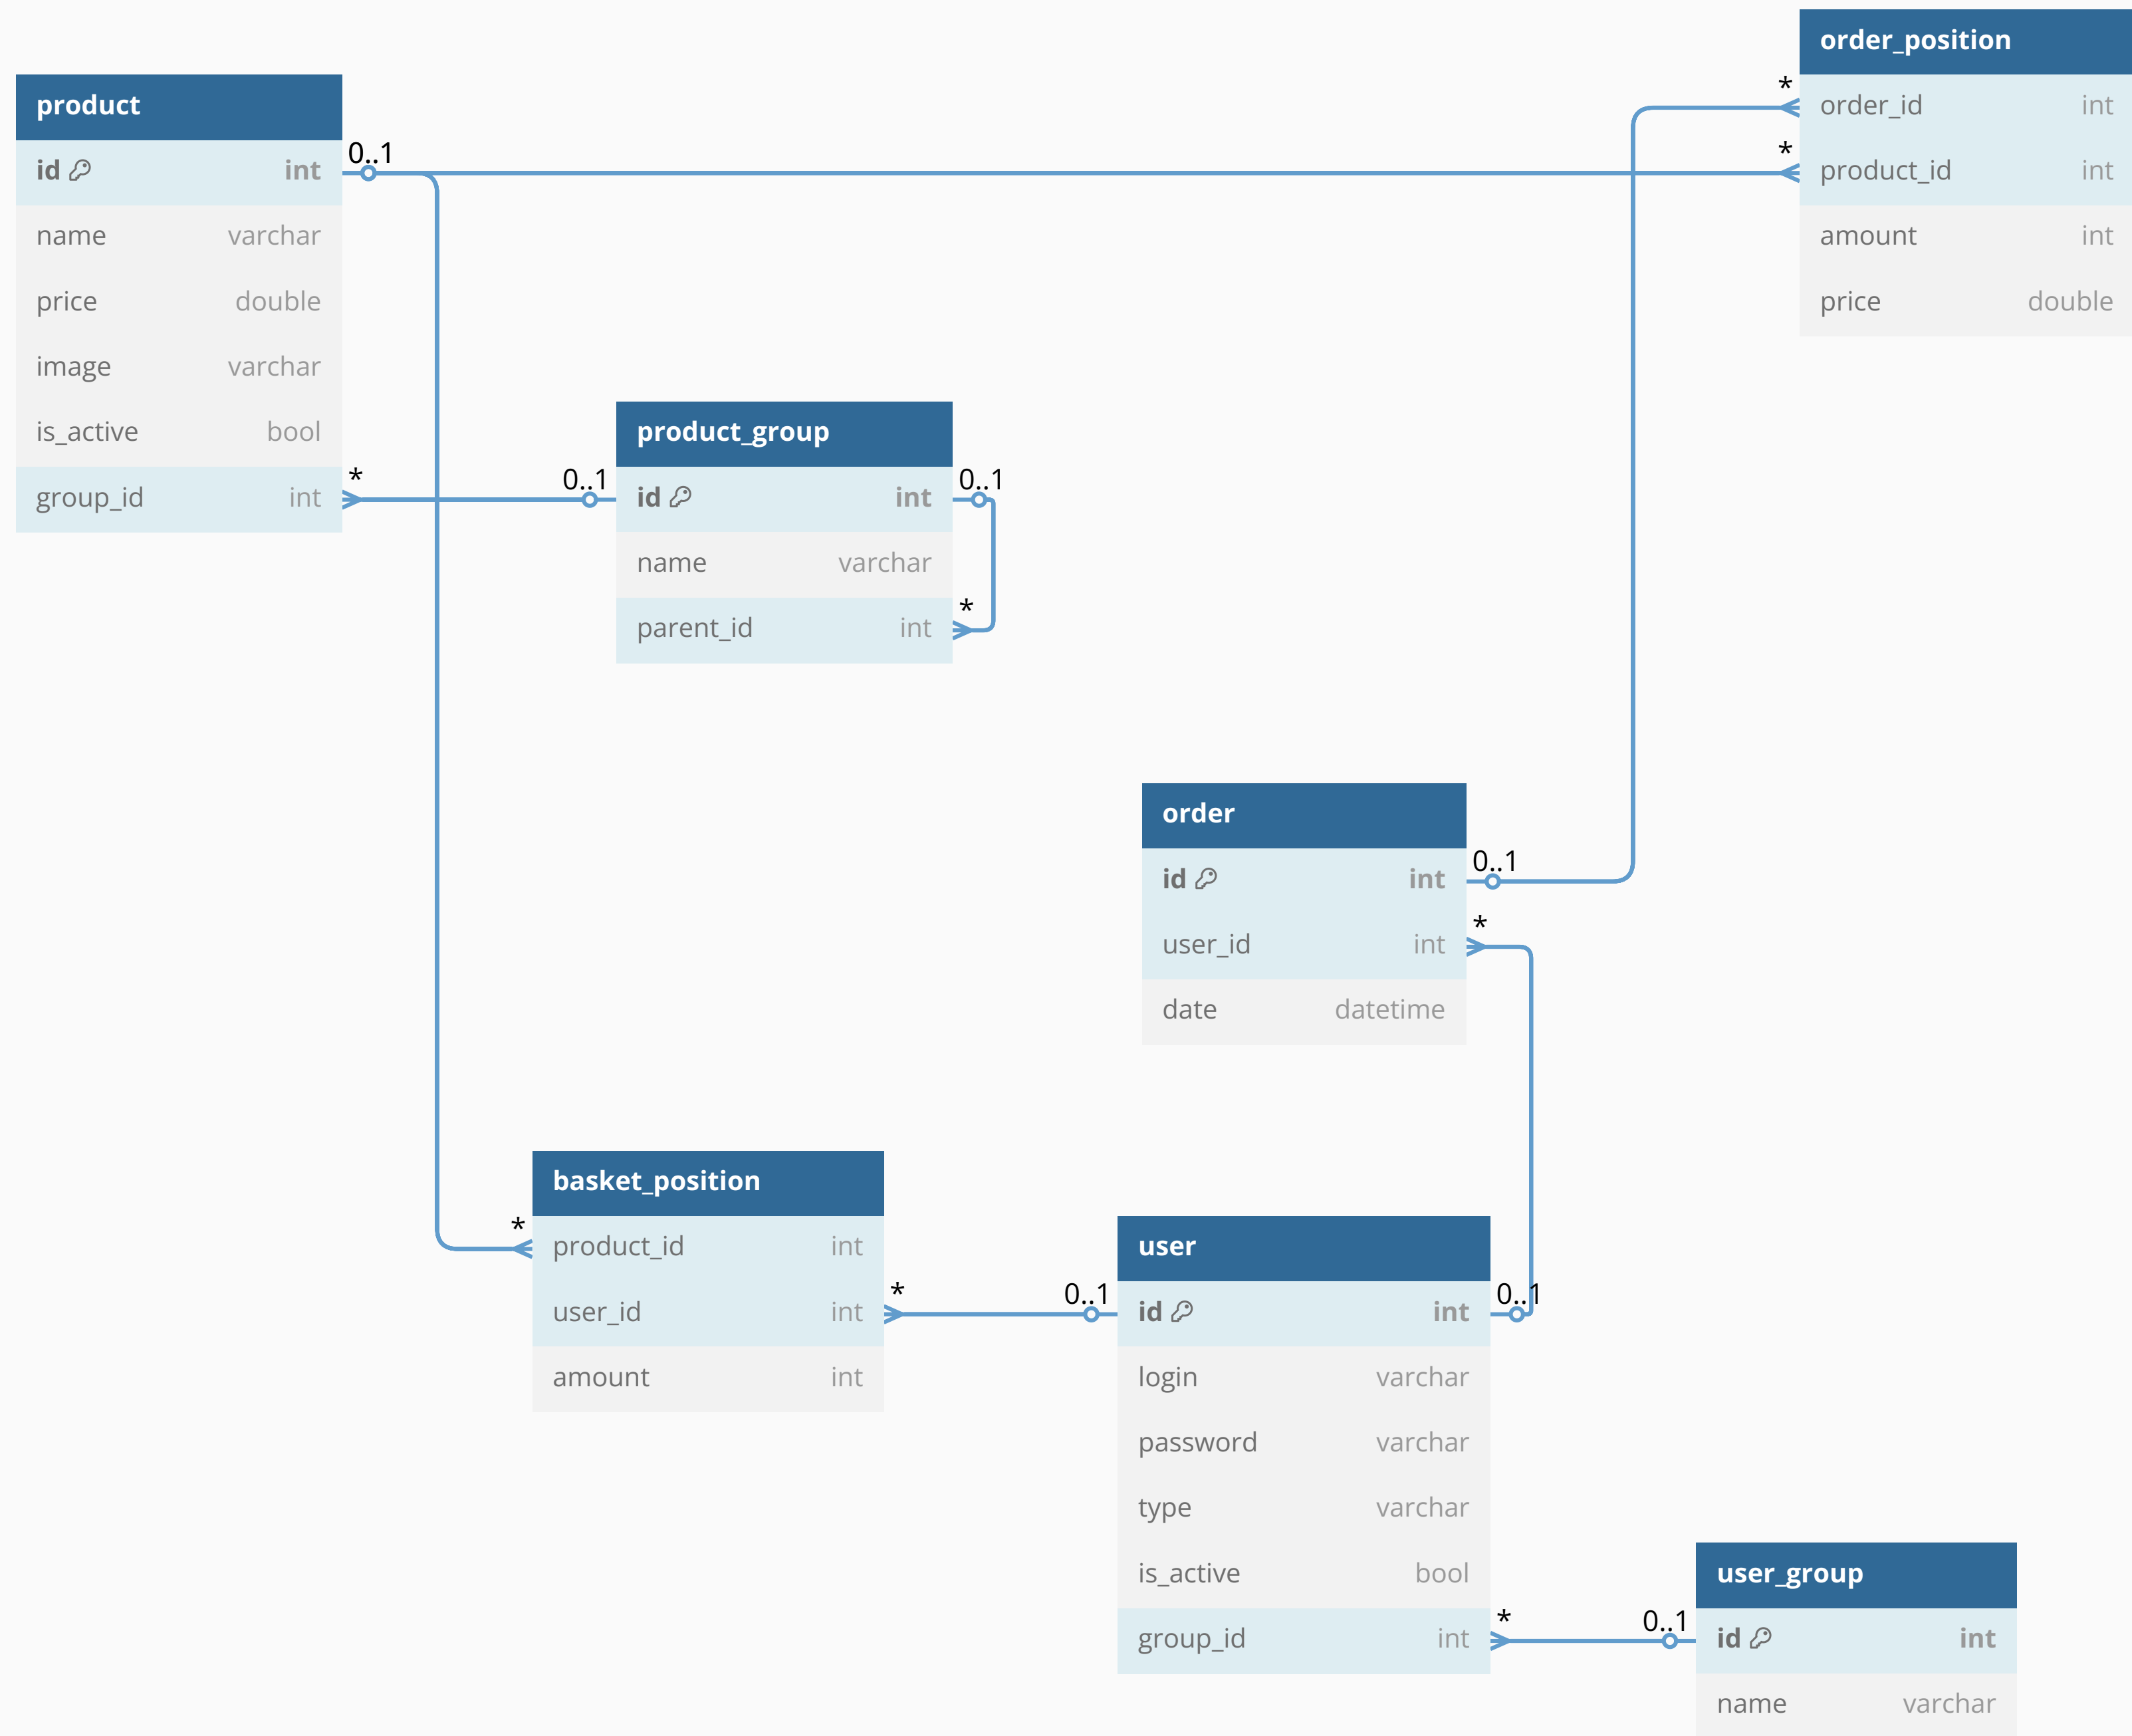 order_position
order_id int
product_id int
amount int
price double
product
id int
name varchar
price double
image varchar
is_active bool
group_id int
product_group
id int
name varchar
parent_id int
order
id int
user_id int
date datetime
basket_position
product_id int
user_id int
amount int
user
id int
login varchar
password varchar
type varchar
is_active bool
group_id int
user_group
id int
name varchar
0..1
*
*
*
0..1
0..1
*
0..1
*
*
*
0..1
0..1
*
0..1